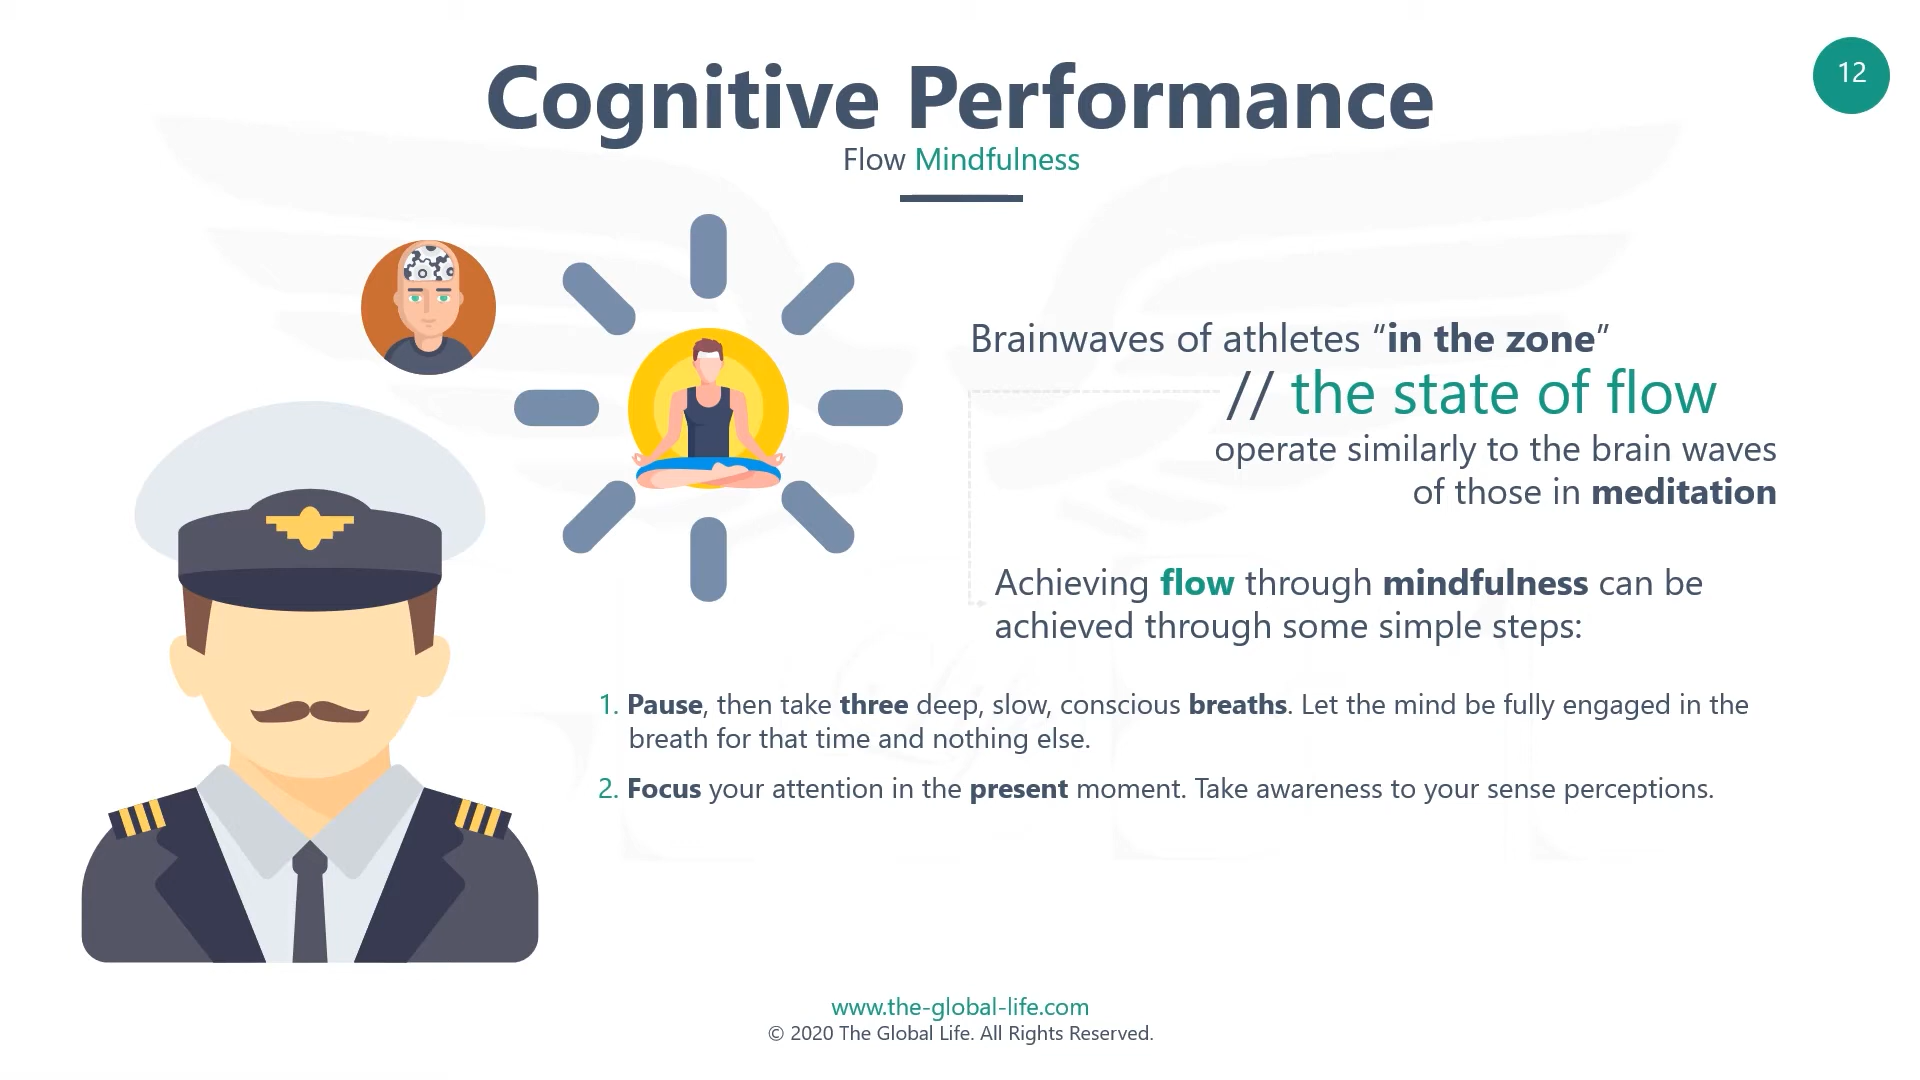 12
Cognitive Performance
Flow Mindfulness
Brainwaves of athletes “in the zone”
// the state of flow
operate similarly to the brain waves
of those in meditation
Achieving flow through mindfulness can be
achieved through some simple steps:
1. Pause, then take three deep, slow, conscious breaths. Let the mind be fully engaged in the
breath for that time and nothing else.
2. Focus your attention in the present moment. Take awareness to your sense perceptions.
www.the-global-life.com
© 2020 The Global Life. All Rights Reserved.